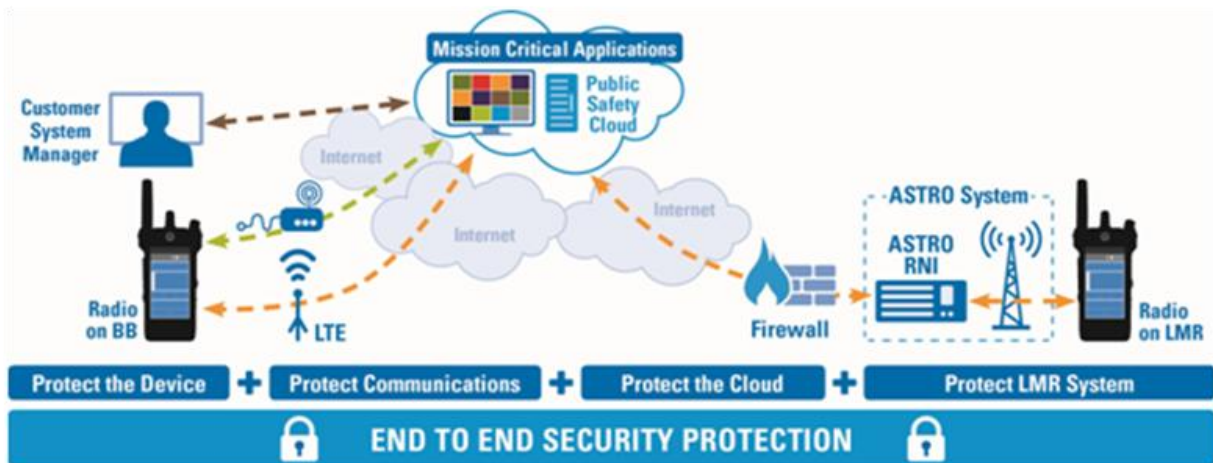 Mission Critical Applications
Public
Safety
Cloud
Customer
System
Manager
Internet
Internet
Internet
ASTRO System
ASTRO
RNI
Radio
on BB
LTE
Firewall
Radio
on LMR
Protect the Device + Protect Communications + Protect the Cloud + Protect LMR System
END TO END SECURITY PROTECTION